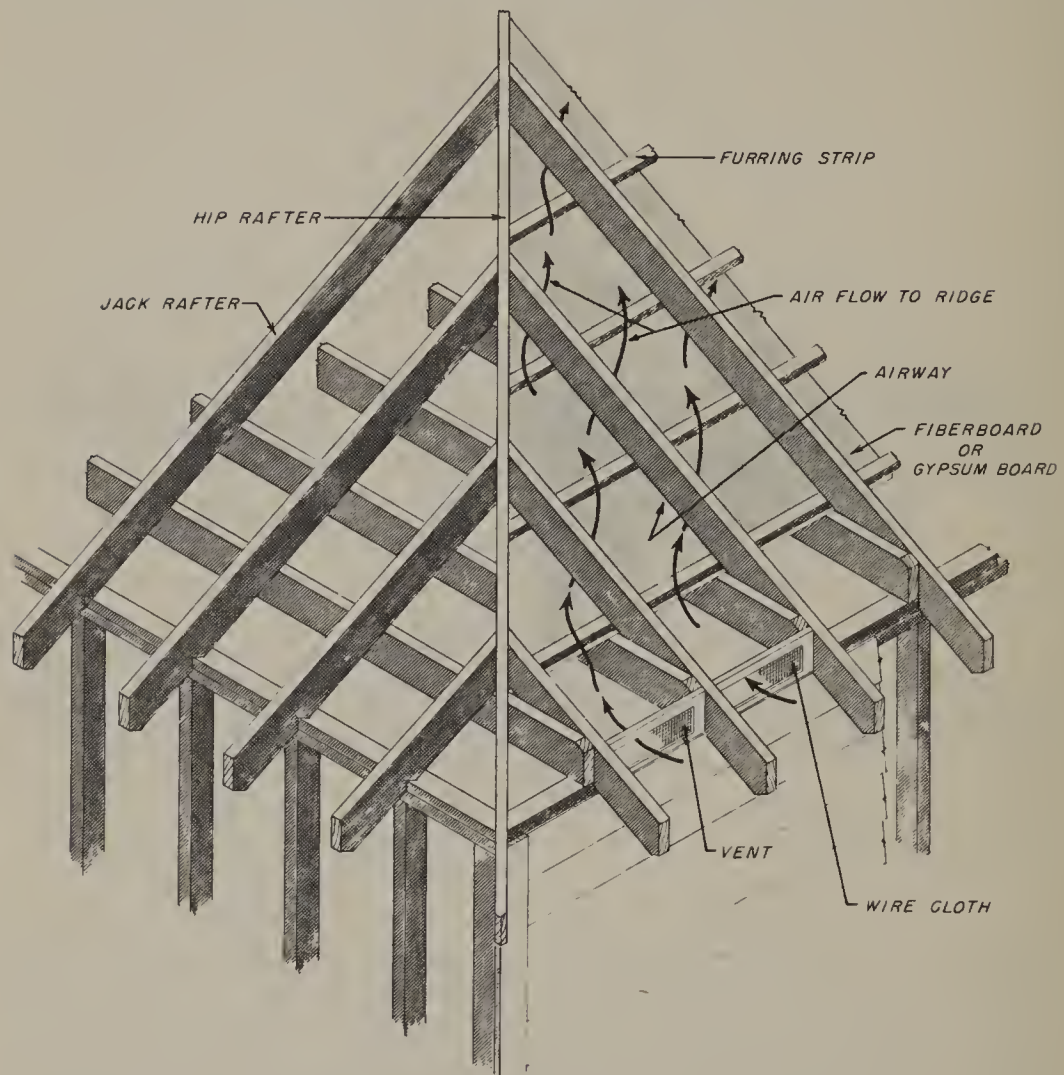 FURRING STRIP
HIP RAFTER
JACK RAFTER
AIR FLOW TO RIDGE
AIRWAY
FIBERBOARD
OR
GYPSUM BOARD
VENT
WIRE CLOTH